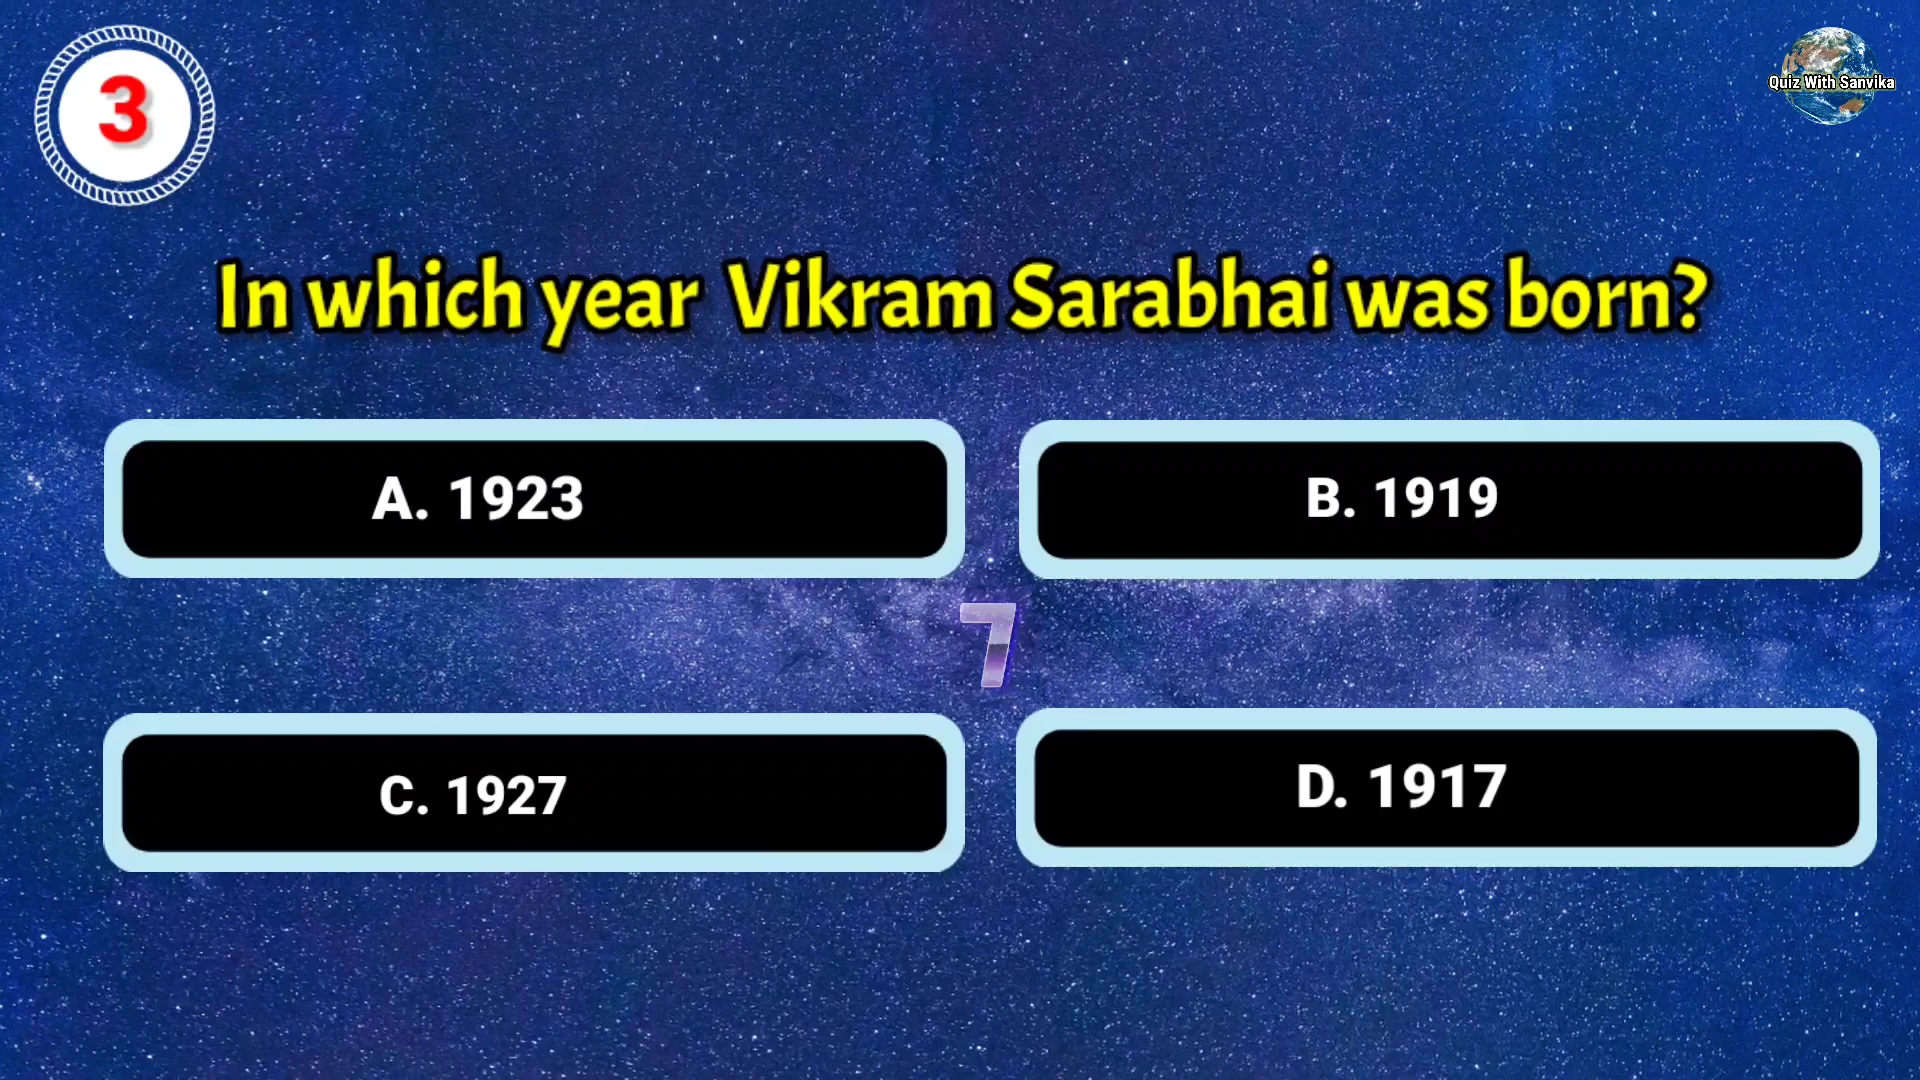 3
Quiz With Sanvika
In which year Vikram Sarabhai was born?
A. 1923
B. 1919
7
C. 1927
D. 1917